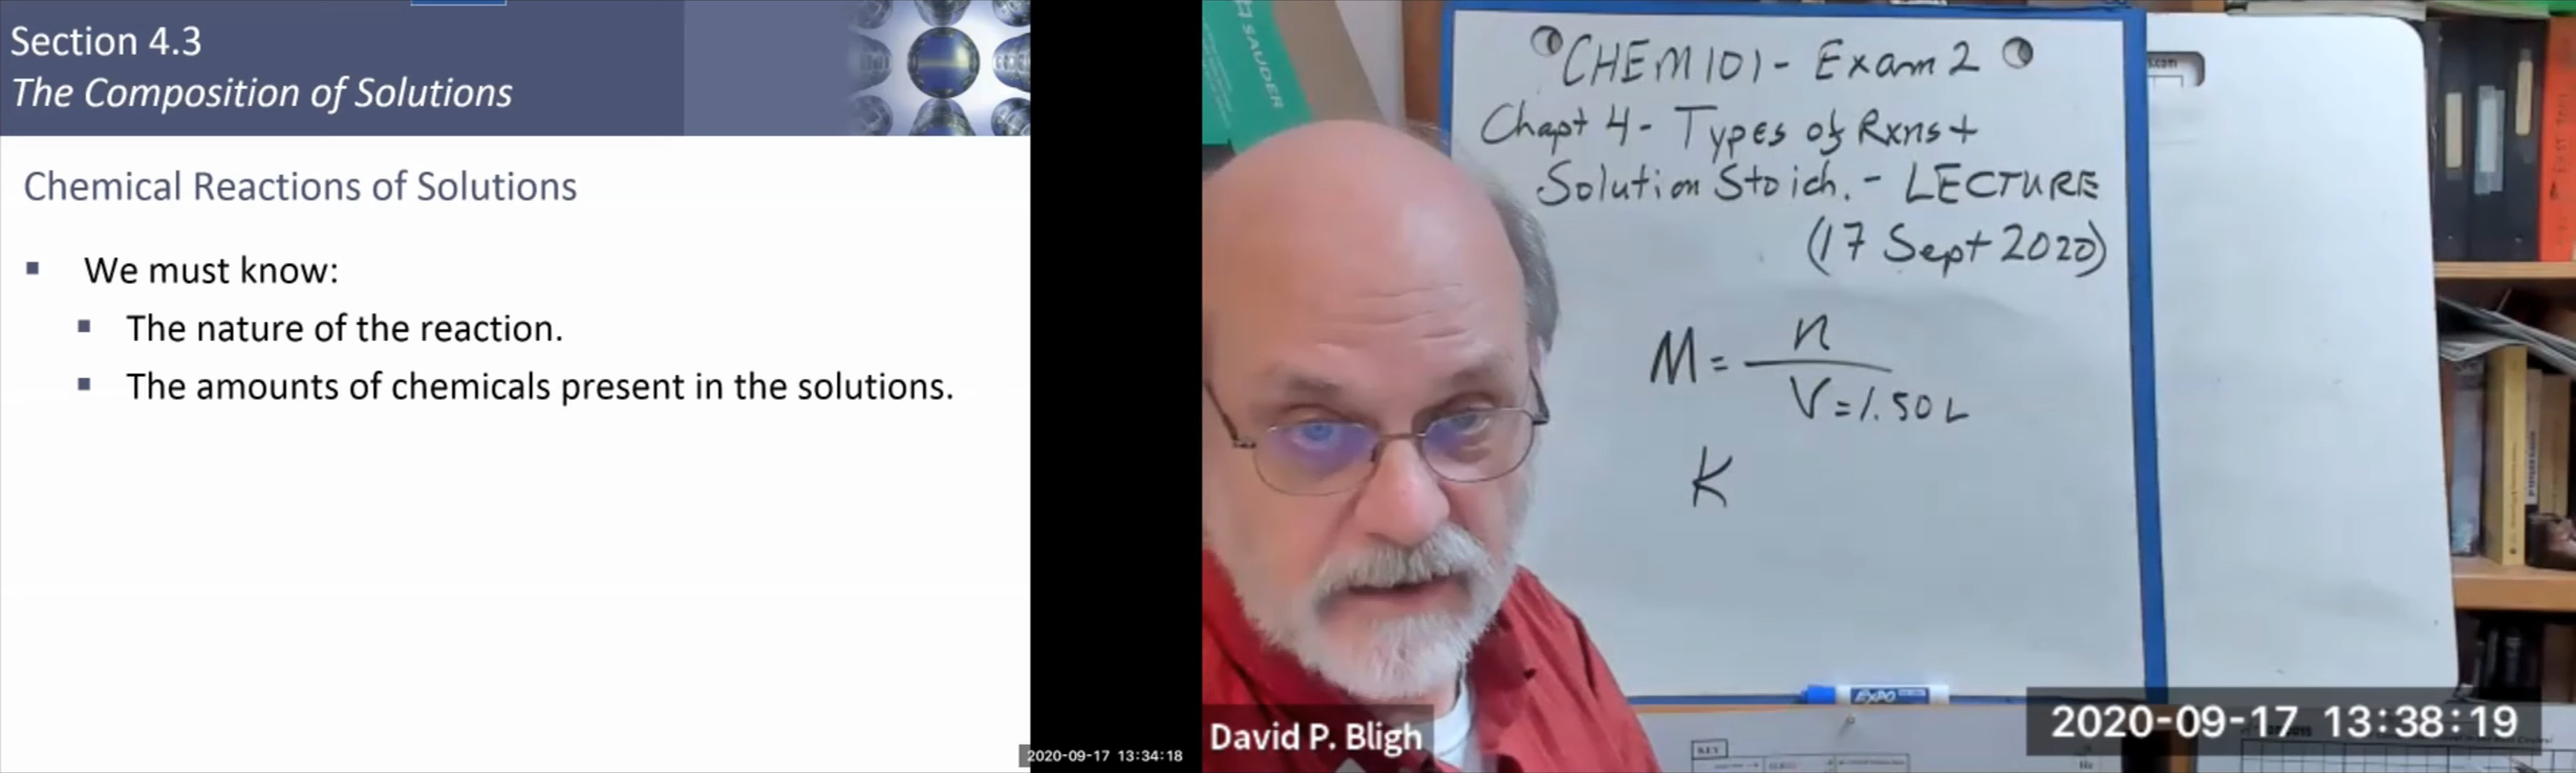 Section 4.3
The Composition of Solutions
Chemical Reactions of Solutions
We must know:
The nature of the reaction.
The amounts of chemicals present in the solutions.
2020-09-17 13:34:18
SAUDER
CHEM 101 - Exam 2
Chapt 4 - Types of Rxns +
Solution Stoich. - LECTURE
(17 Sept 2020)
M = n
V = 1.50 L
K
EXPO
KEY
David P. Bligh
2020-09-17 13:38:19